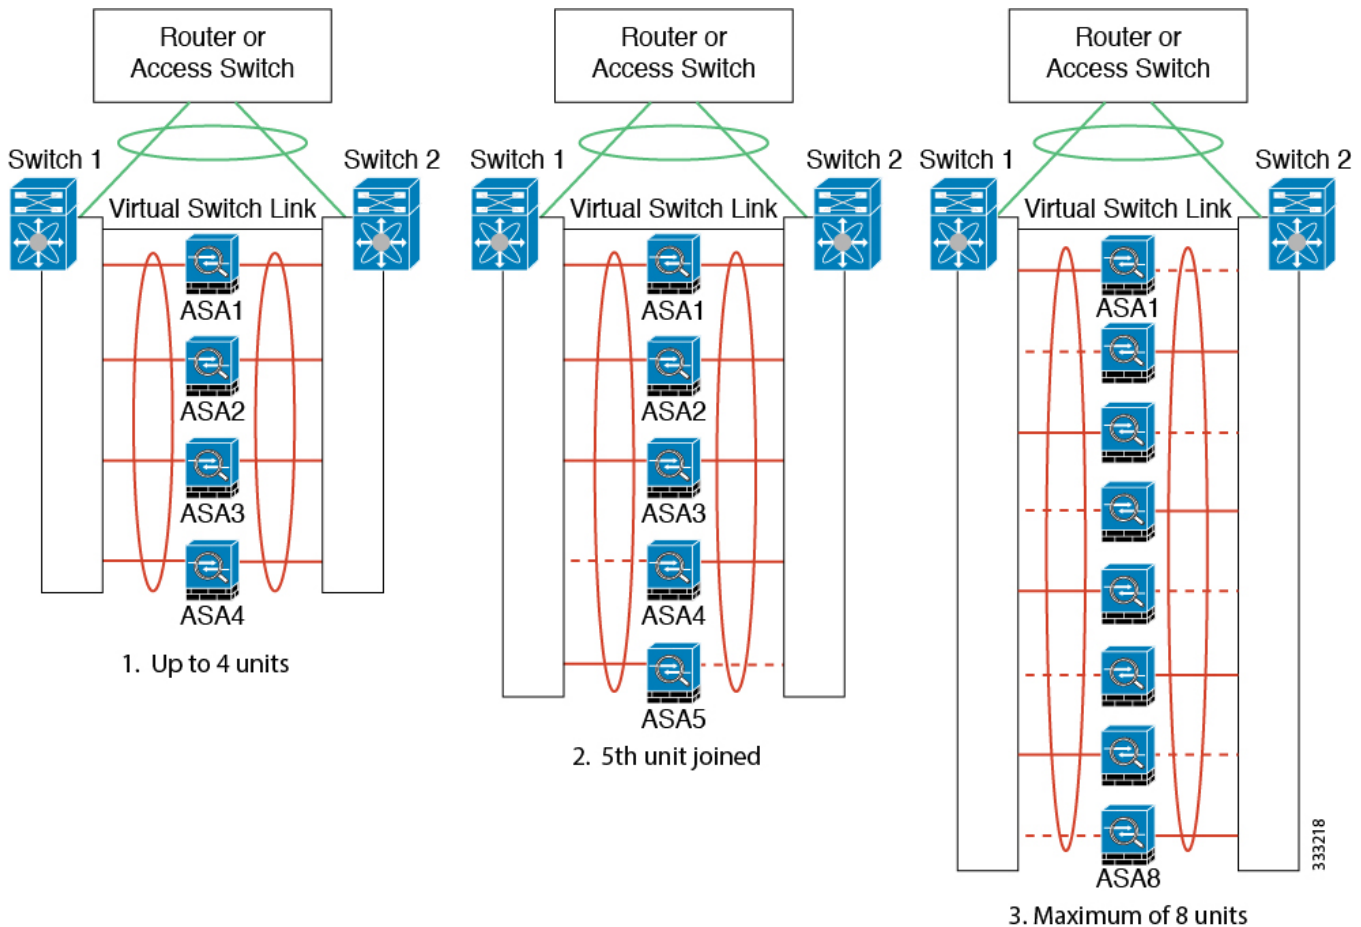 Router or
Access Switch
Switch 1
Switch 2
Virtual Switch Link
ASA1
ASA2
ASA3
ASA4
1. Up to 4 units
Router or
Access Switch
Switch 1
Switch 2
Virtual Switch Link
ASA1
ASA2
ASA3
ASA4
ASA5
2. 5th unit joined
Router or
Access Switch
Switch 1
Switch 2
Virtual Switch Link
ASA1
ASA8
333218
3. Maximum of 8 units